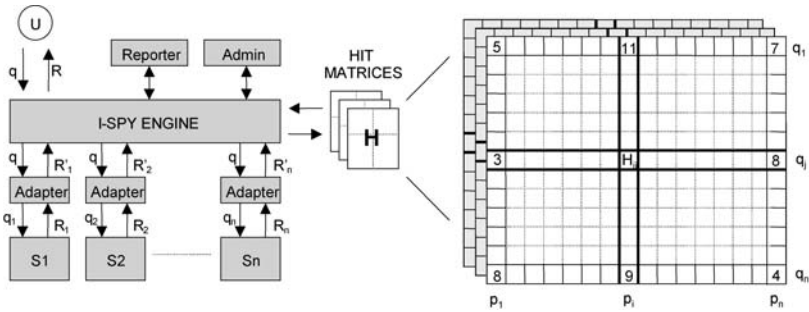 U
q R
Reporter Admin
HIT
MATRICES
I-SPY ENGINE
H
q R'1 q R'2 q R'n
Adapter Adapter Adapter
q1 R1 q2 R2 qn Rn
S1 S2 Sn
5 11 7 q1
3 Hij 8 qj
8 9 4 qn
p1 pi pn